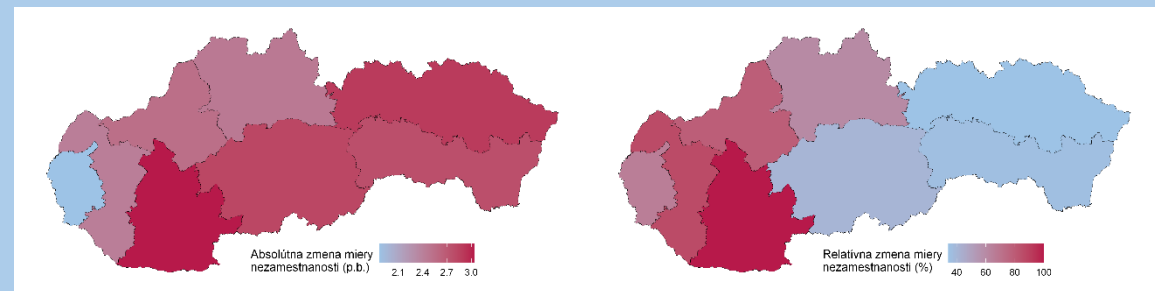 Absolútna zmena miery
nezamestnanosti (p.b.)
2.1 2.4 2.7 3.0
Relatívna zmena miery
nezamestnanosti (%)
40 60 80 100